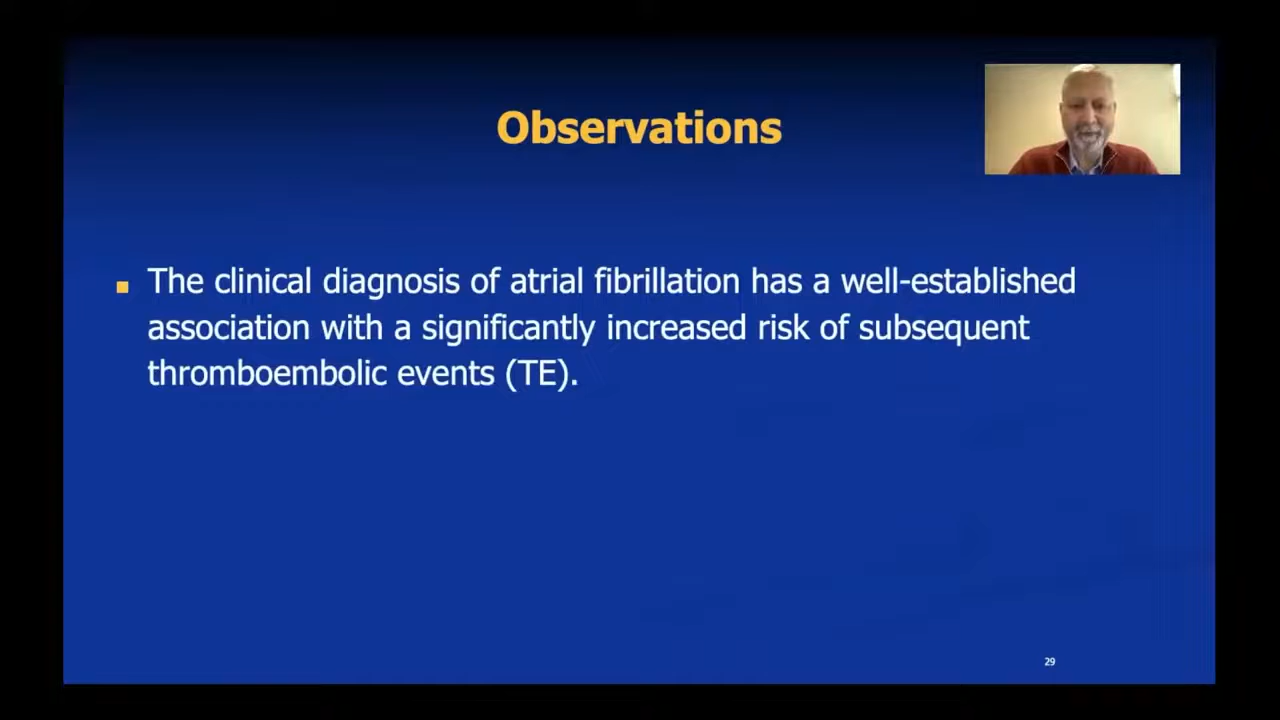 Observations
The clinical diagnosis of atrial fibrillation has a well-established
association with a significantly increased risk of subsequent
thromboembolic events (TE).
29